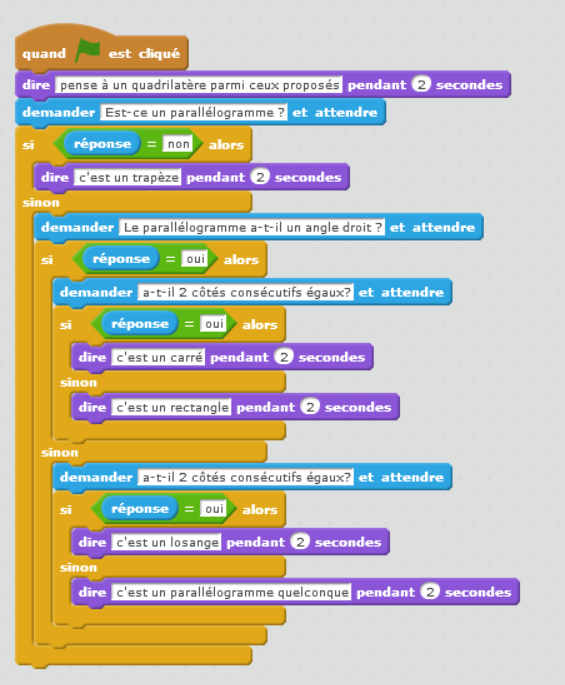 quand est cliqué
dire pense à un quadrilatère parmi ceux proposés pendant 2 secondes
demander Est-ce un parallélogramme ? et attendre
si réponse = non alors
dire c'est un trapèze pendant 2 secondes
sinon
demander Le parallélogramme a-t-il un angle droit ? et attendre
si réponse = oui alors
demander a-t-il 2 côtés consécutifs égaux? et attendre
si réponse = oui alors
dire c'est un carré pendant 2 secondes
sinon
dire c'est un rectangle pendant 2 secondes
sinon
demander a-t-il 2 côtés consécutifs égaux? et attendre
si réponse = oui alors
dire c'est un losange pendant 2 secondes
sinon
dire c'est un parallélogramme quelconque pendant 2 secondes